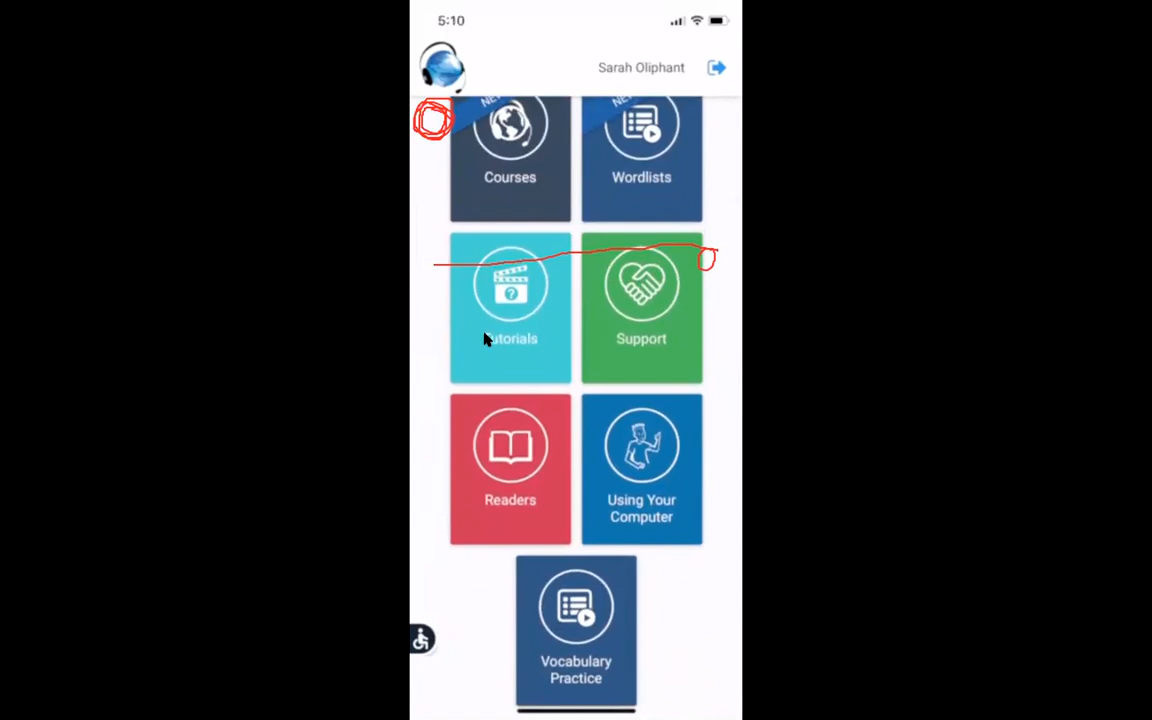 5:10
Sarah Oliphant
Courses
Wordlists
Tutorials
Support
Readers
Using Your
Computer
Vocabulary
Practice